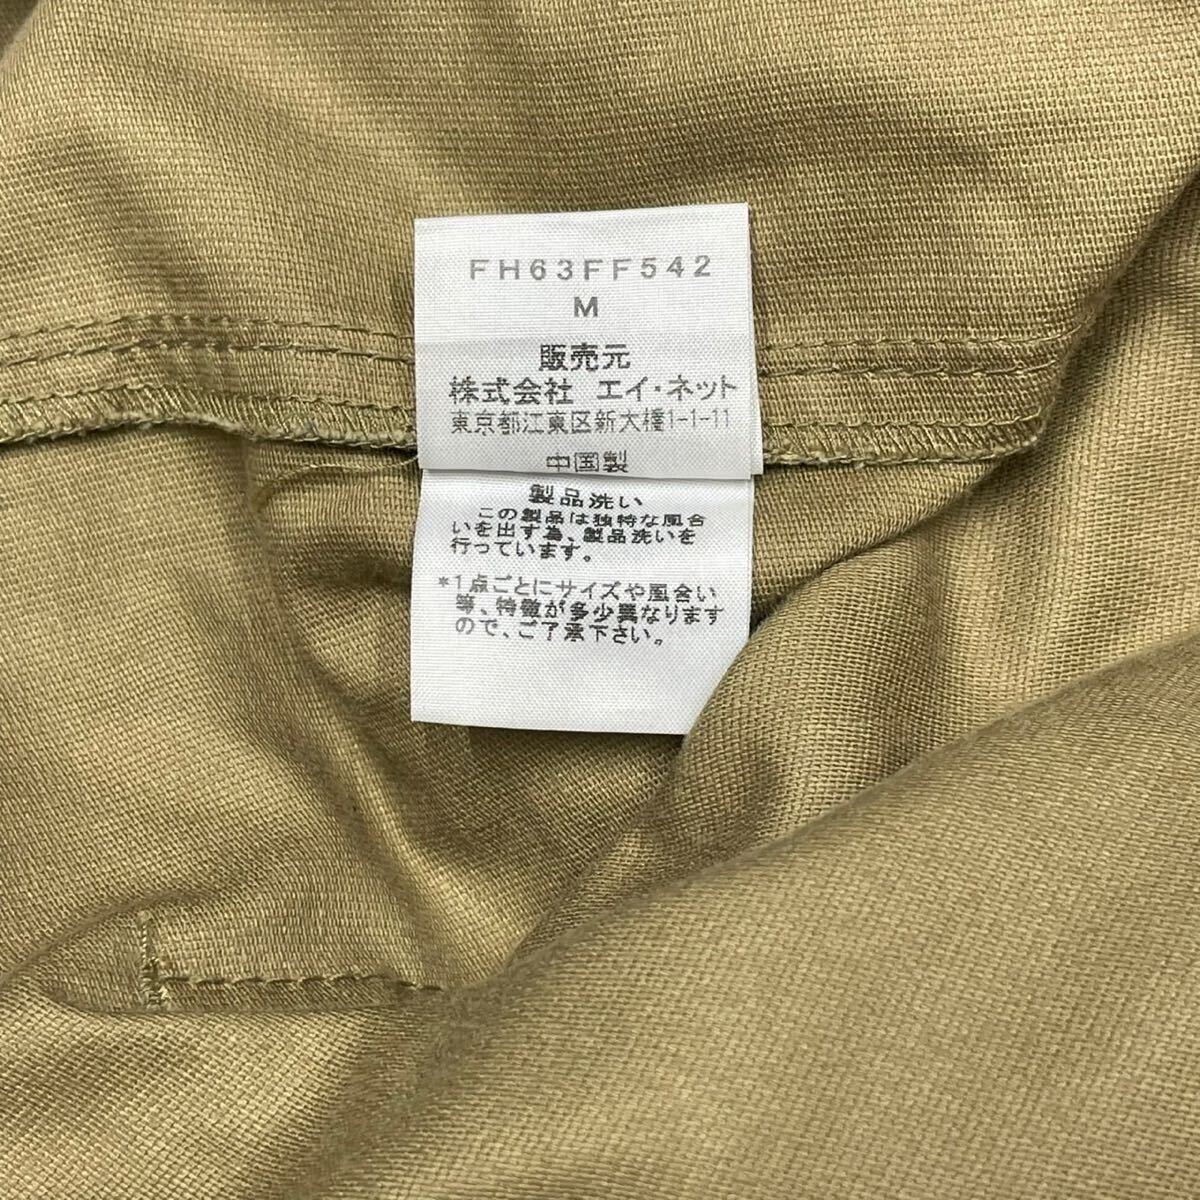 FH63FF542
M
販売元
株式会社 エイ・ネット
東京都江東区新大橋1-1-11
中国製
製品洗い
この製品は独特な風合
いを出す為、製品洗いを
行っています。
*1点ごとにサイズや風合い
等、特徴が多少異なります
ので、ご了承下さい。